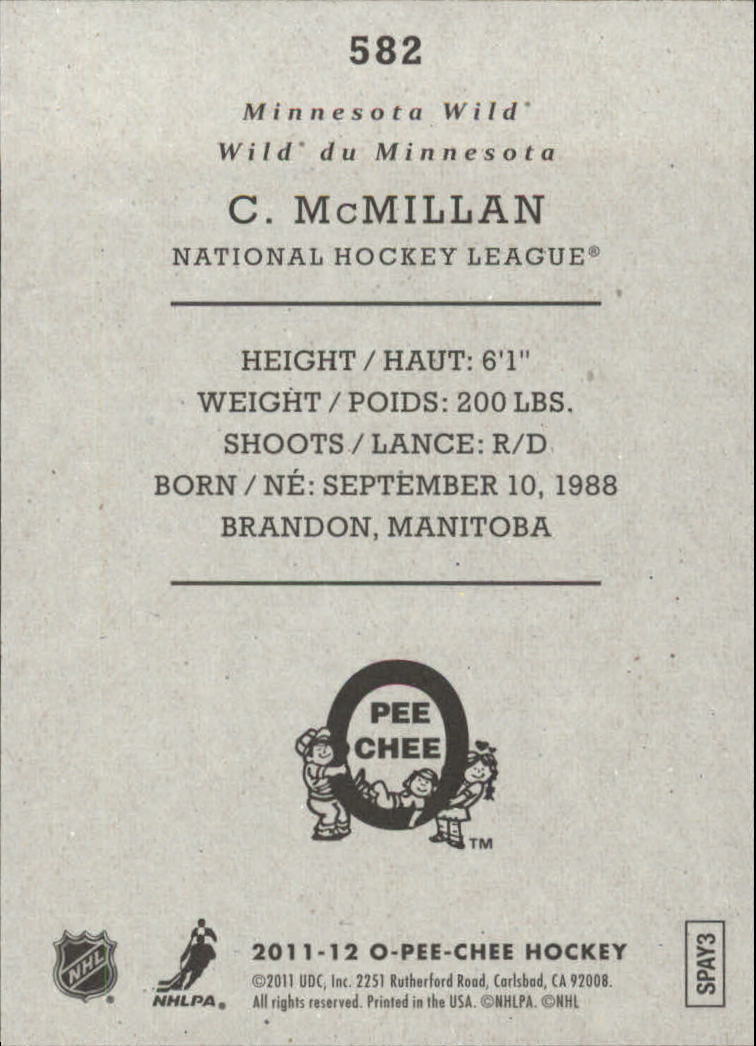 582
Minnesota Wild®
Wild® du Minnesota
C. McMILLAN
NATIONAL HOCKEY LEAGUE®
HEIGHT / HAUT: 6'1"
WEIGHT / POIDS: 200 LBS.
SHOOTS / LANCE: R/D
BORN / NÉ: SEPTEMBER 10, 1988
BRANDON, MANITOBA
PEE
CHEE
TM
NHL
NHLPA®
2011-12 O-PEE-CHEE HOCKEY
©2011 UDC, Inc. 2251 Rutherford Road, Carlsbad, CA 92008.
All rights reserved. Printed in the USA. ©NHLPA. ©NHL
SPAY3